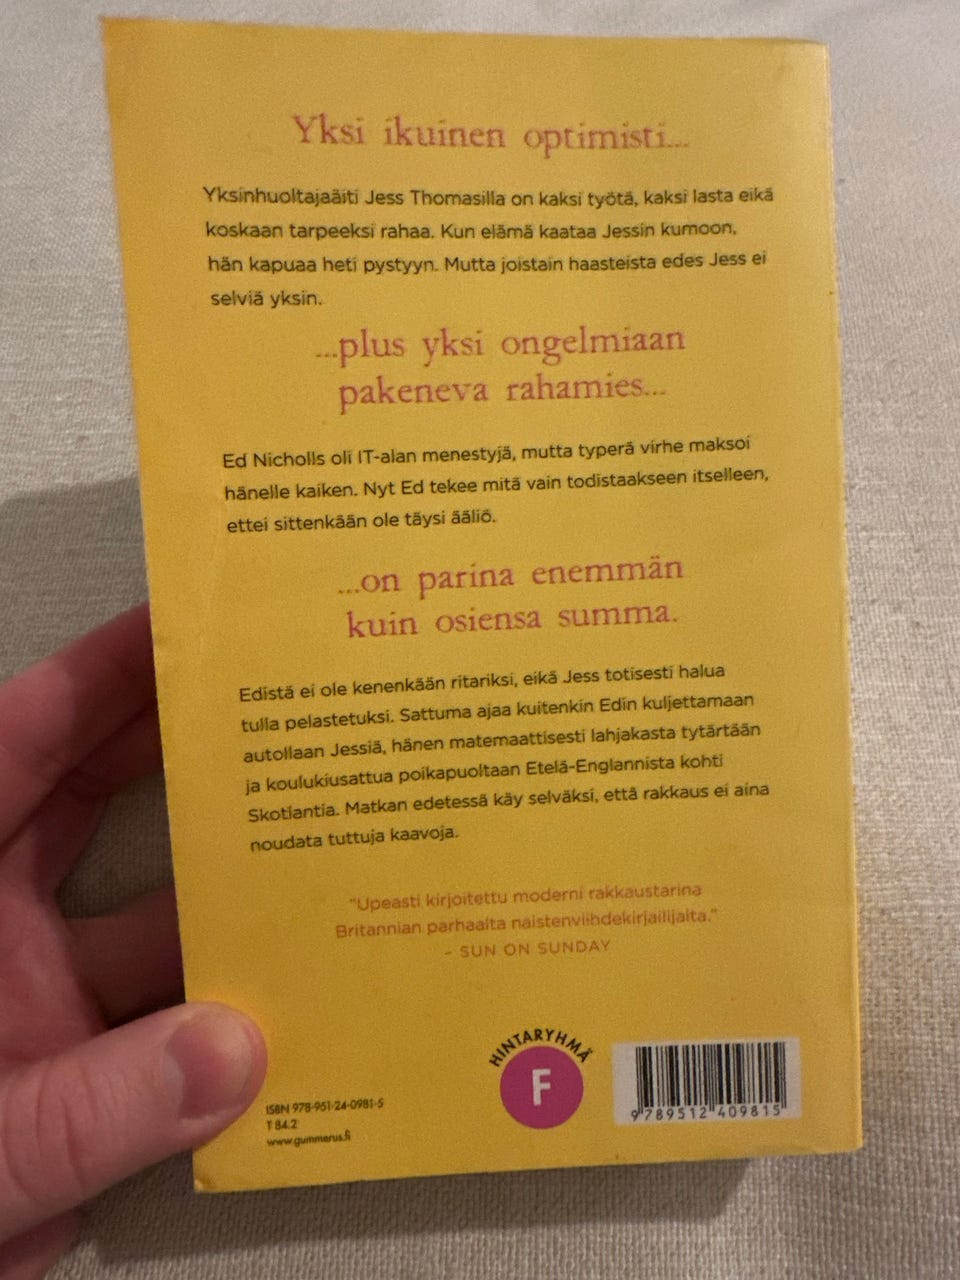 Yksi ikuinen optimisti...
Yksinhuoltajaäiti Jess Thomasilla on kaksi työtä, kaksi lasta eikä
koskaan tarpeeksi rahaa. Kun elämä kaataa Jessin kumoon,
hän kapuaa heti pystyyn. Mutta joistain haasteista edes Jess ei
selviä yksin.
...plus yksi ongelmiaan
pakeneva rahamies...
Ed Nicholls oli IT-alan menestyjä, mutta typerä virhe maksoi
hänelle kaiken. Nyt Ed tekee mitä vain todistaakseen itselleen,
ettei sittenkään ole täysi ääliö.
...on parina enemmän
kuin osiensa summa.
Edistä ei ole kenenkään ritariksi, eikä Jess totisesti halua
tulla pelastetuksi. Sattuma ajaa kuitenkin Edin kuljettamaan
autollaan Jessiä, hänen matemaattisesti lahjakasta tytärtään
ja koulukiusattua poikapuoltaan Etelä-Englannista kohti
Skotlantia. Matkan edetessä käy selväksi, että rakkaus ei aina
noudata tuttuja kaavoja.
"Upeasti kirjoitettu moderni rakkaustarina
Britannian parhaalta naistenviihdekirjailijalta."
– SUN ON SUNDAY
HINTARYHMÄ
F
ISBN 978-951-24-0981-5
T 84.2
www.gummerus.fi
9 789512 409815